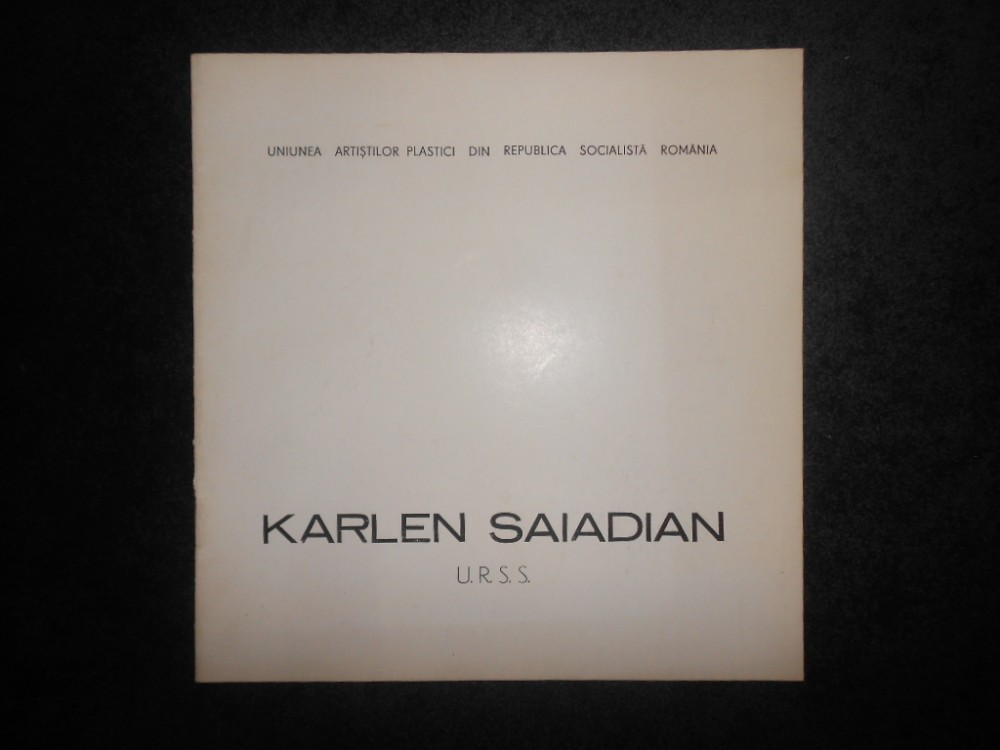 UNIUNEA ARTIȘTILOR PLASTICI DIN REPUBLICA SOCIALISTĂ ROMÂNIA
KARLEN SAIADIAN
U.R.S.S.